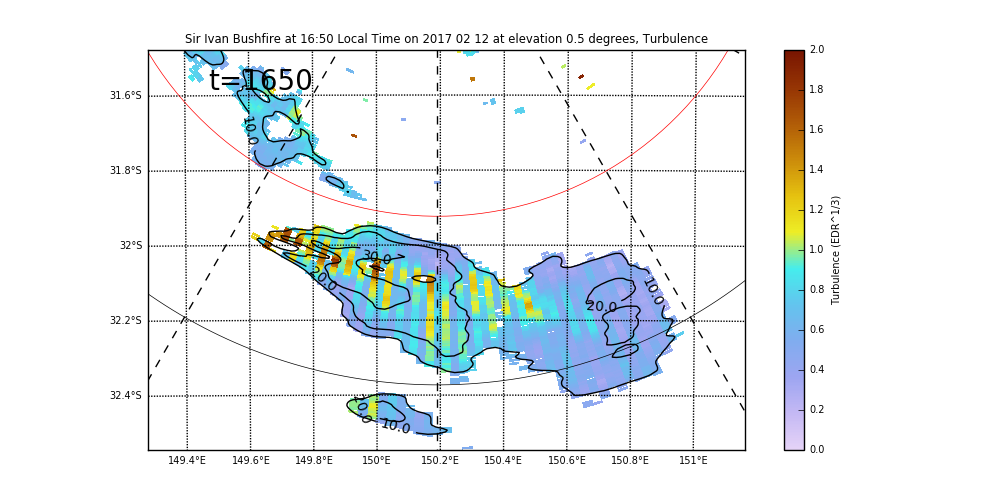 Sir Ivan Bushfire at 16:50 Local Time on 2017 02 12 at elevation 0.5 degrees, Turbulence
t=1650
31.6°S
31.8°S
32°S
32.2°S
32.4°S
149.4°E 149.6°E 149.8°E 150°E 150.2°E 150.4°E 150.6°E 150.8°E 151°E
10.0
30.0
20.0
20.0
10.0
10.0
2.0
1.8
1.6
1.4
1.2
1.0
0.8
0.6
0.4
0.2
0.0
Turbulence (EDR^1/3)